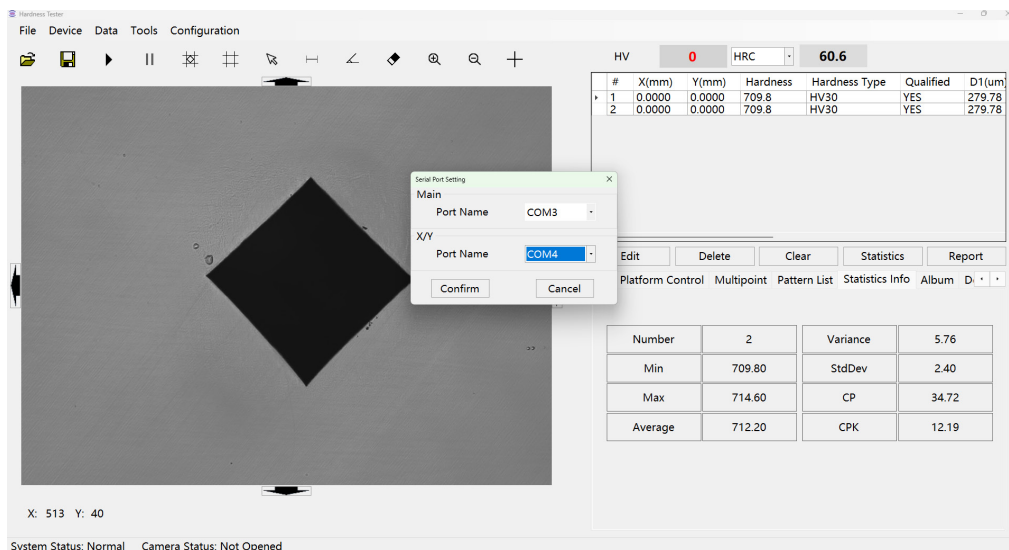 Hardness Tester
File Device Data Tools Configuration
HV 0 HRC 60.6
# X(mm) Y(mm) Hardness Hardness Type Qualified D1(um)
1 0.0000 0.0000 709.8 HV30 YES 279.78
2 0.0000 0.0000 709.8 HV30 YES 279.78
Serial Port Setting
Main
Port Name COM3
X/Y
Port Name COM4
Confirm Cancel
Edit Delete Clear Statistics Report
Platform Control Multipoint Pattern List Statistics Info Album D
Number 2 Variance 5.76
Min 709.80 StdDev 2.40
Max 714.60 CP 34.72
Average 712.20 CPK 12.19
X: 513 Y: 40
System Status: Normal Camera Status: Not Opened